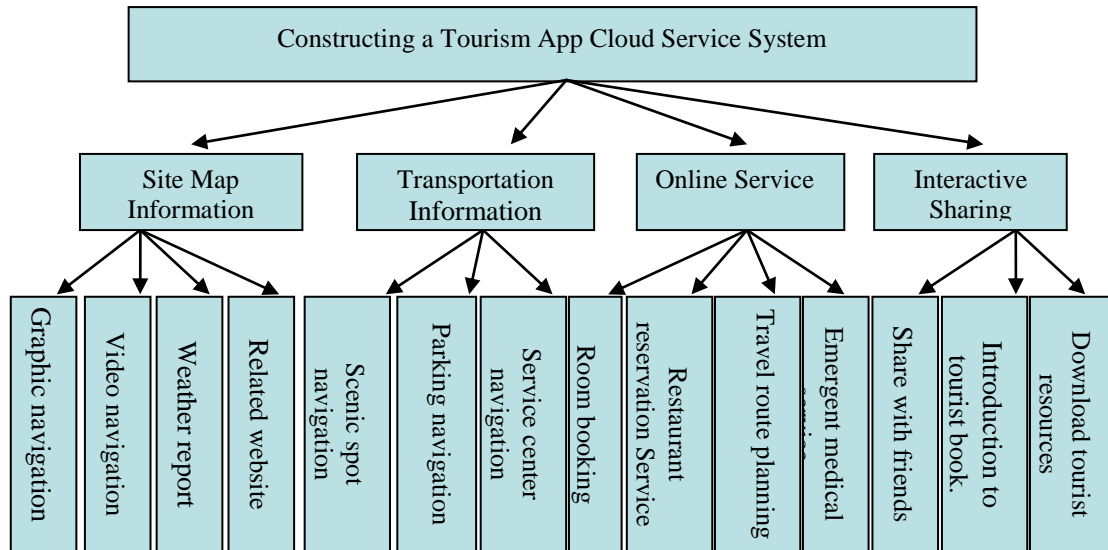 Constructing a Tourism App Cloud Service System
Site Map
Information
Transportation
Information
Online Service
Interactive
Sharing
Graphic navigation
Video navigation
Weather report
Related website
Scenic spot
navigation
Parking navigation
Service center
navigation
Room booking
Restaurant
reservation Service
Travel route planning
Emergent medical
Share with friends
Introduction to
tourist book.
Download tourist
resources